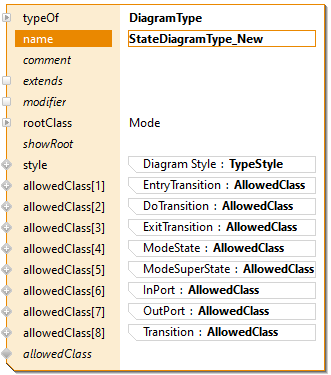 typeOf DiagramType
name StateDiagramType_New
comment
extends
modifier
rootClass Mode
showRoot
style Diagram Style : TypeStyle
allowedClass[1] EntryTransition : AllowedClass
allowedClass[2] DoTransition : AllowedClass
allowedClass[3] ExitTransition : AllowedClass
allowedClass[4] ModeState : AllowedClass
allowedClass[5] ModeSuperState : AllowedClass
allowedClass[6] InPort : AllowedClass
allowedClass[7] OutPort : AllowedClass
allowedClass[8] Transition : AllowedClass
allowedClass